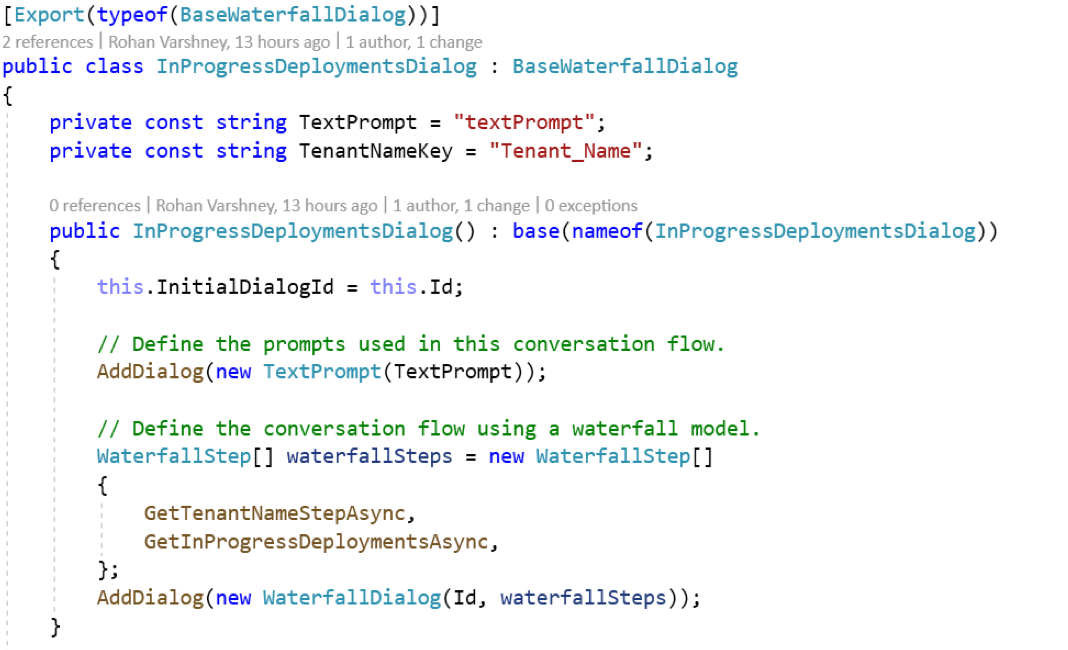 [Export(typeof(BaseWaterfallDialog))]
2 references | Rohan Varshney, 13 hours ago | 1 author, 1 change
public class InProgressDeploymentsDialog : BaseWaterfallDialog
{
private const string TextPrompt = "textPrompt";
private const string TenantNameKey = "Tenant_Name";
0 references | Rohan Varshney, 13 hours ago | 1 author, 1 change | 0 exceptions
public InProgressDeploymentsDialog() : base(nameof(InProgressDeploymentsDialog))
{
this.InitialDialogId = this.Id;
// Define the prompts used in this conversation flow.
AddDialog(new TextPrompt(TextPrompt));
// Define the conversation flow using a waterfall model.
WaterfallStep[] waterfallSteps = new WaterfallStep[]
{
GetTenantNameStepAsync,
GetInProgressDeploymentsAsync,
};
AddDialog(new WaterfallDialog(Id, waterfallSteps));
}